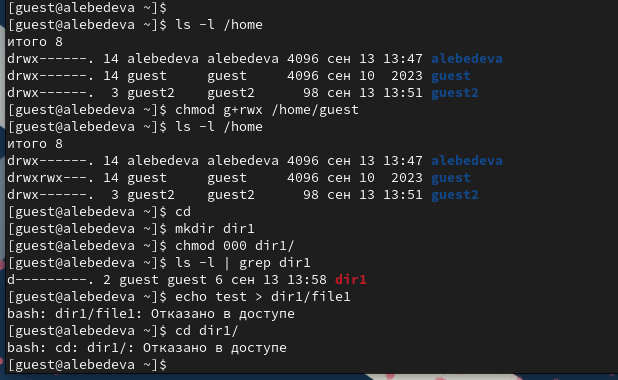 [guest@alebedeva ~]$
[guest@alebedeva ~]$ ls -l /home
итого 8
drwx------. 14 alebedeva alebedeva 4096 сен 13 13:47 alebedeva
drwx------. 14 guest     guest     4096 сен 10  2023 guest
drwx------.  3 guest2    guest2      98 сен 13 13:51 guest2
[guest@alebedeva ~]$ chmod g+rwx /home/guest
[guest@alebedeva ~]$ ls -l /home
итого 8
drwx------. 14 alebedeva alebedeva 4096 сен 13 13:47 alebedeva
drwxrwx---. 14 guest     guest     4096 сен 10  2023 guest
drwx------.  3 guest2    guest2      98 сен 13 13:51 guest2
[guest@alebedeva ~]$ cd
[guest@alebedeva ~]$ mkdir dir1
[guest@alebedeva ~]$ chmod 000 dir1/
[guest@alebedeva ~]$ ls -l | grep dir1
d---------. 2 guest guest 6 сен 13 13:58 dir1
[guest@alebedeva ~]$ echo test > dir1/file1
bash: dir1/file1: Отказано в доступе
[guest@alebedeva ~]$ cd dir1/
bash: cd: dir1/: Отказано в доступе
[guest@alebedeva ~]$